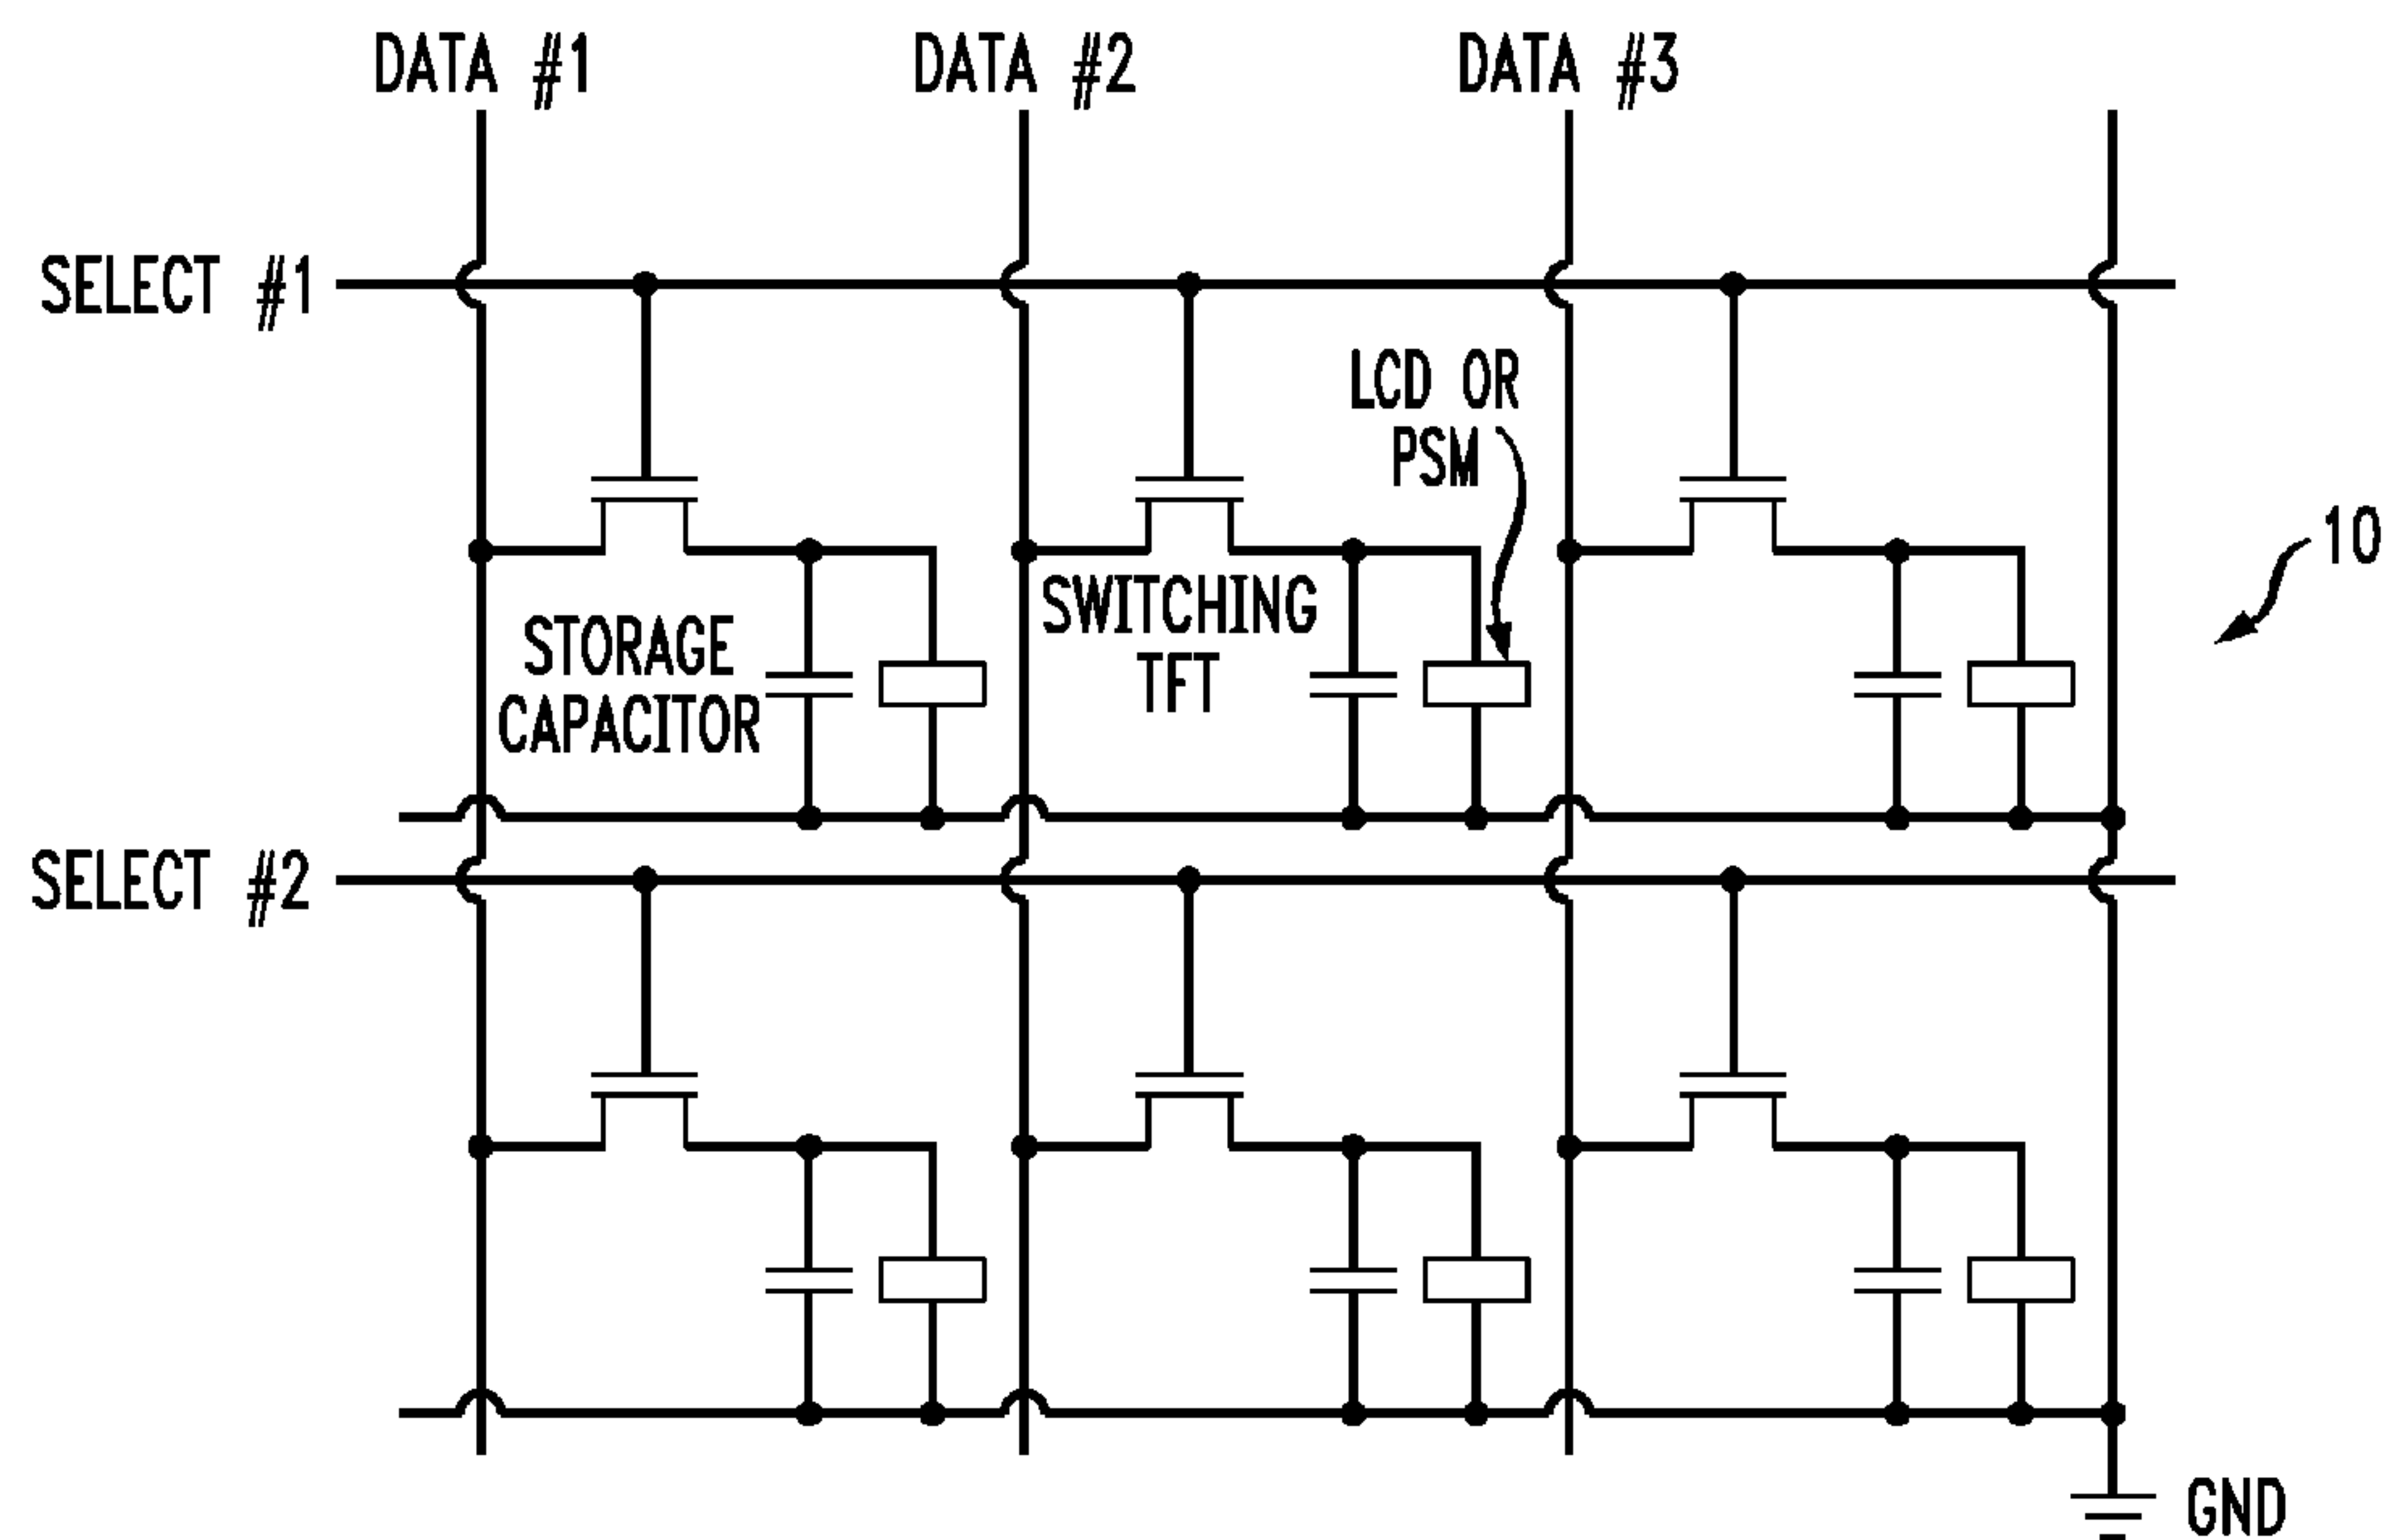 DATA #1
DATA #2
DATA #3
SELECT #1
LCD OR
PSM
10
STORAGE
CAPACITOR
SWITCHING
TFT
SELECT #2
GND